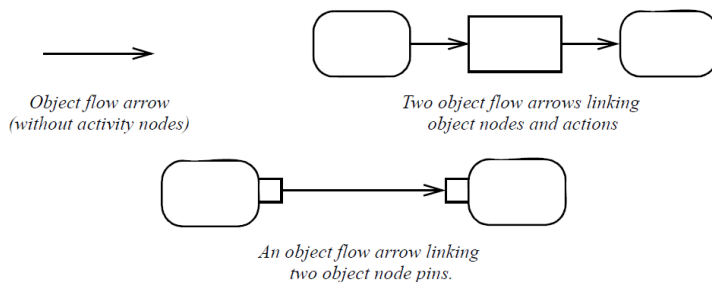 Object flow arrow
(without activity nodes)
Two object flow arrows linking
object nodes and actions
An object flow arrow linking
two object node pins.